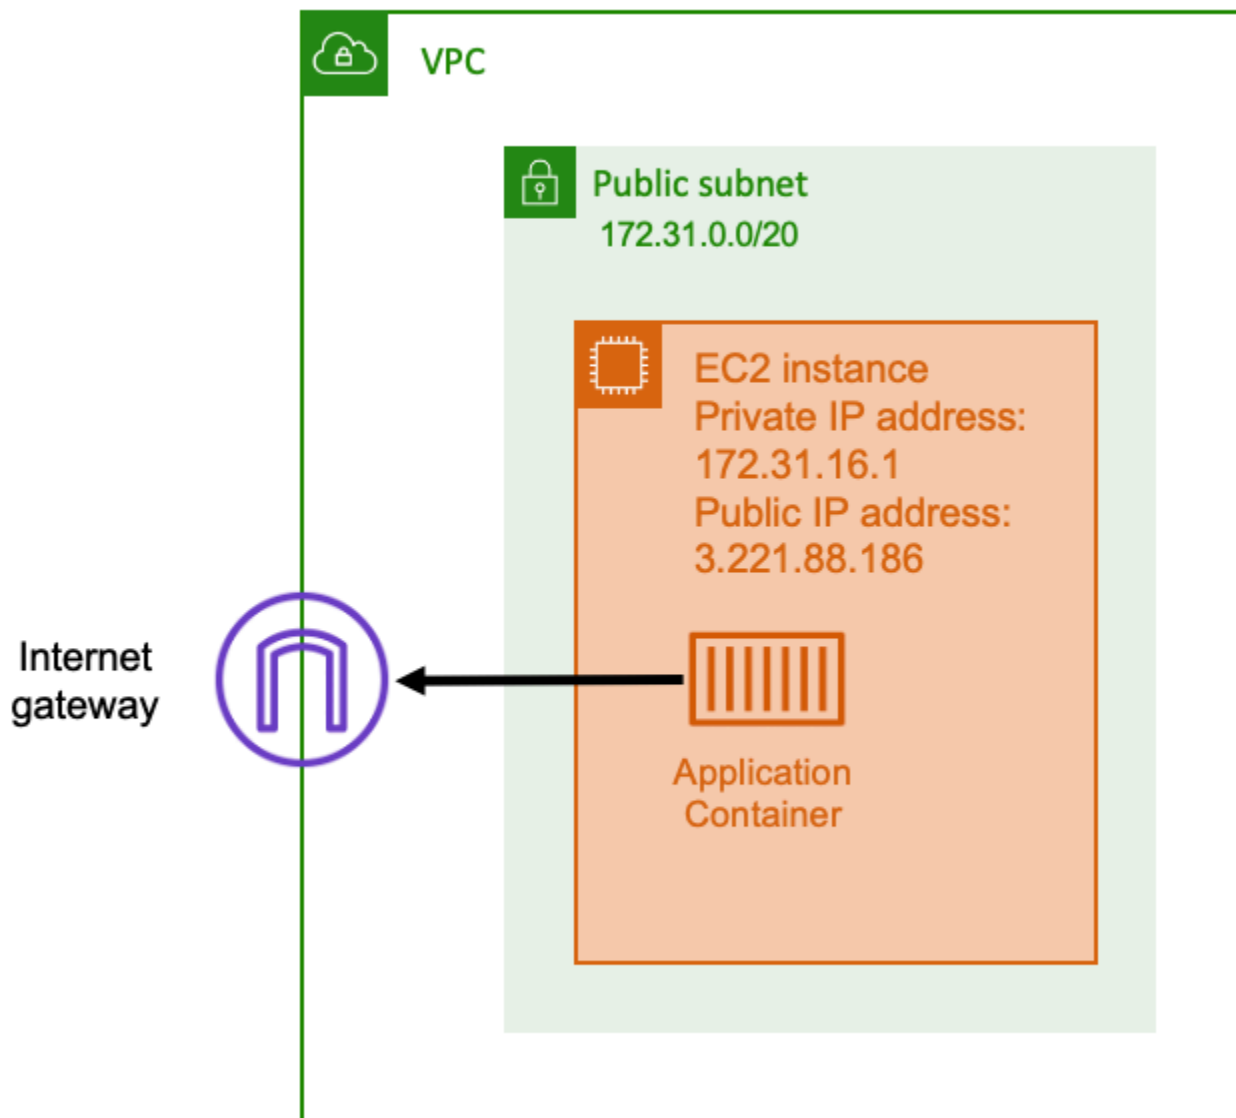 VPC
Public subnet
172.31.0.0/20
EC2 instance
Private IP address:
172.31.16.1
Public IP address:
3.221.88.186
Internet
gateway
Application
Container